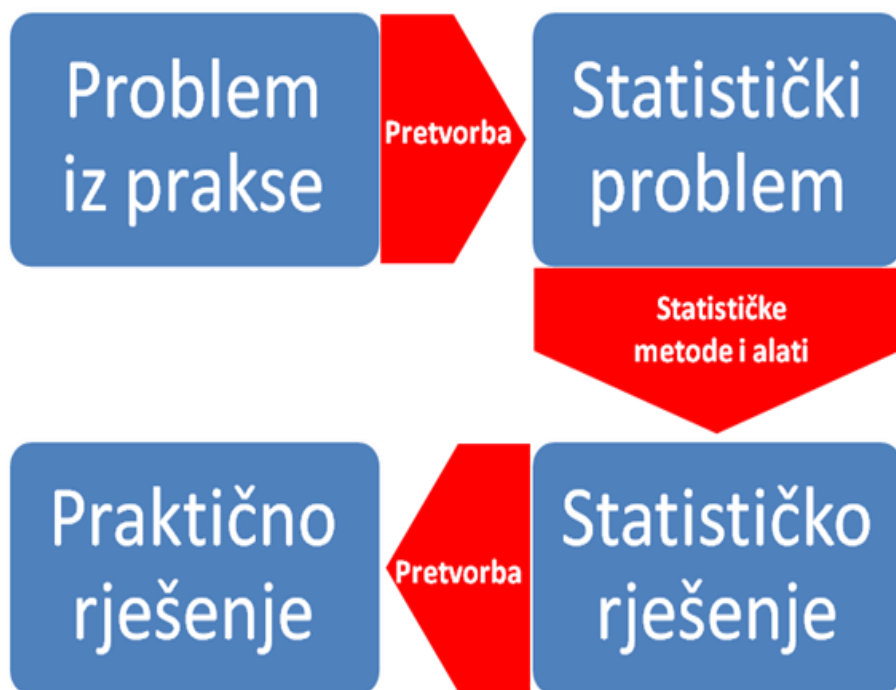 Problem
iz prakse
Pretvorba
Statistički
problem
Statističke
metode i alati
Statističko
rješenje
Pretvorba
Praktično
rješenje